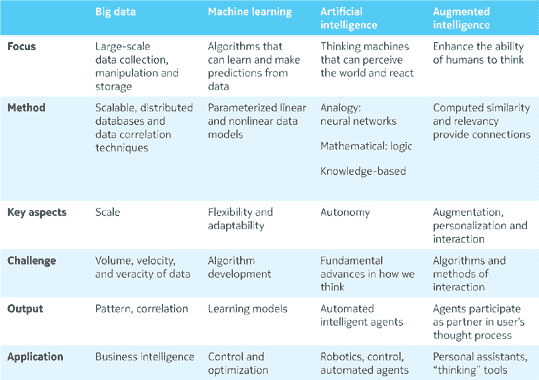 Big data
Machine learning
Artificial
intelligence
Augmented
intelligence
Focus
Large-scale
data collection,
manipulation and
storage
Algorithms that
can learn and make
predictions from
data
Thinking machines
that can perceive
the world and react
Enhance the ability
of humans to think
Method
Scalable, distributed
databases and
data correlation
techniques
Parameterized linear
and nonlinear data
models
Analogy:
neural networks
Mathematical: logic
Knowledge-based
Computed similarity
and relevancy
provide connections
Key aspects
Scale
Flexibility and
adaptability
Autonomy
Augmentation,
personalization and
interaction
Challenge
Volume, velocity,
and veracity of data
Algorithm
development
Fundamental
advances in how we
think
Algorithms and
methods of
interaction
Output
Pattern, correlation
Learning models
Automated
intelligent agents
Agents participate
as partner in user's
thought process
Application
Business intelligence
Control and
optimization
Robotics, control,
automated agents
Personal assistants,
"thinking" tools